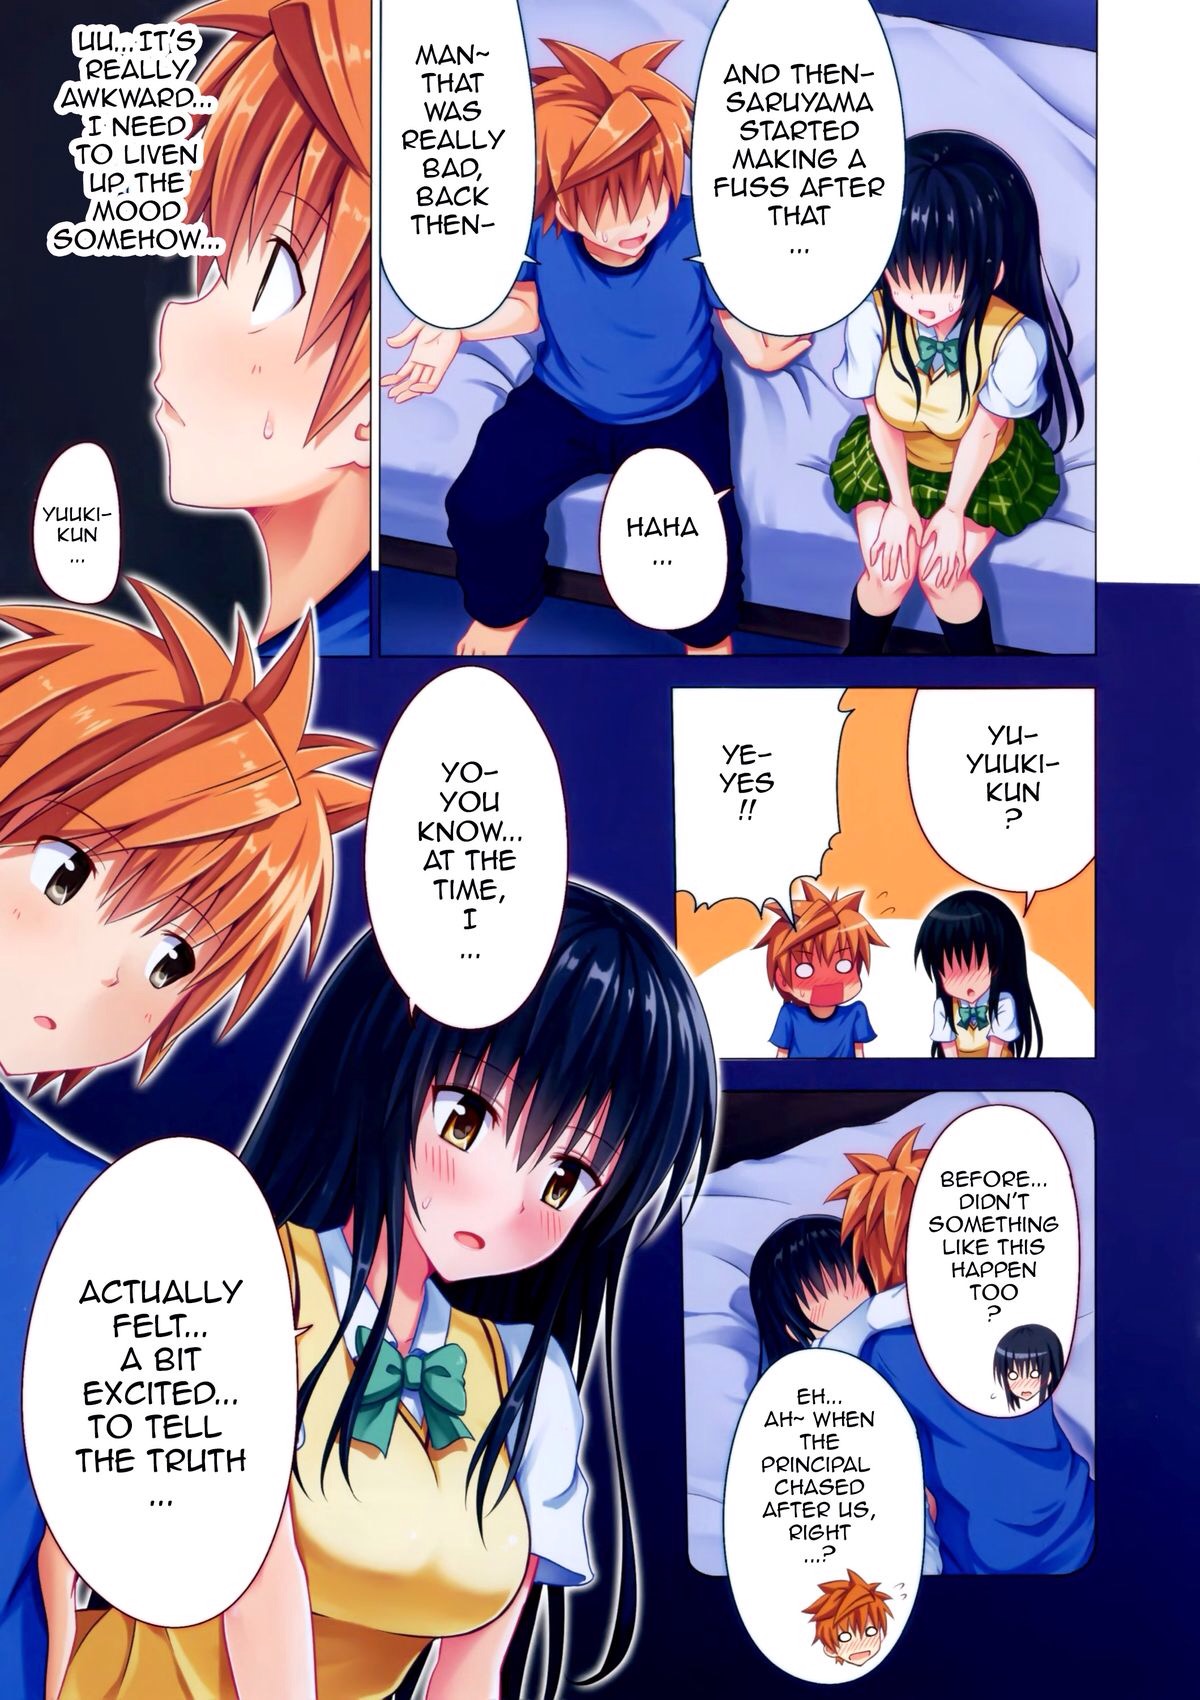 AND THEN-
SARUYAMA
STARTED
MAKING A
FUSS AFTER
THAT
...
MAN~
THAT
WAS
REALLY
BAD,
BACK
THEN-
HAHA
...
UU...IT'S
REALLY
AWKWARD...
I NEED
TO LIVEN
UP THE
MOOD
SOMEHOW...
YUUKI-
KUN
...
YU-
YUUKI-
KUN
?
YE-
YES
!!
BEFORE...
DIDN'T
SOMETHING
LIKE THIS
HAPPEN
TOO
?
EH...
AH~ WHEN
THE
PRINCIPAL
CHASED
AFTER US,
RIGHT
...?
YO-
YOU
KNOW...
AT THE
TIME,
I
...
ACTUALLY
FELT...
A BIT
EXCITED...
TO TELL
THE TRUTH
...